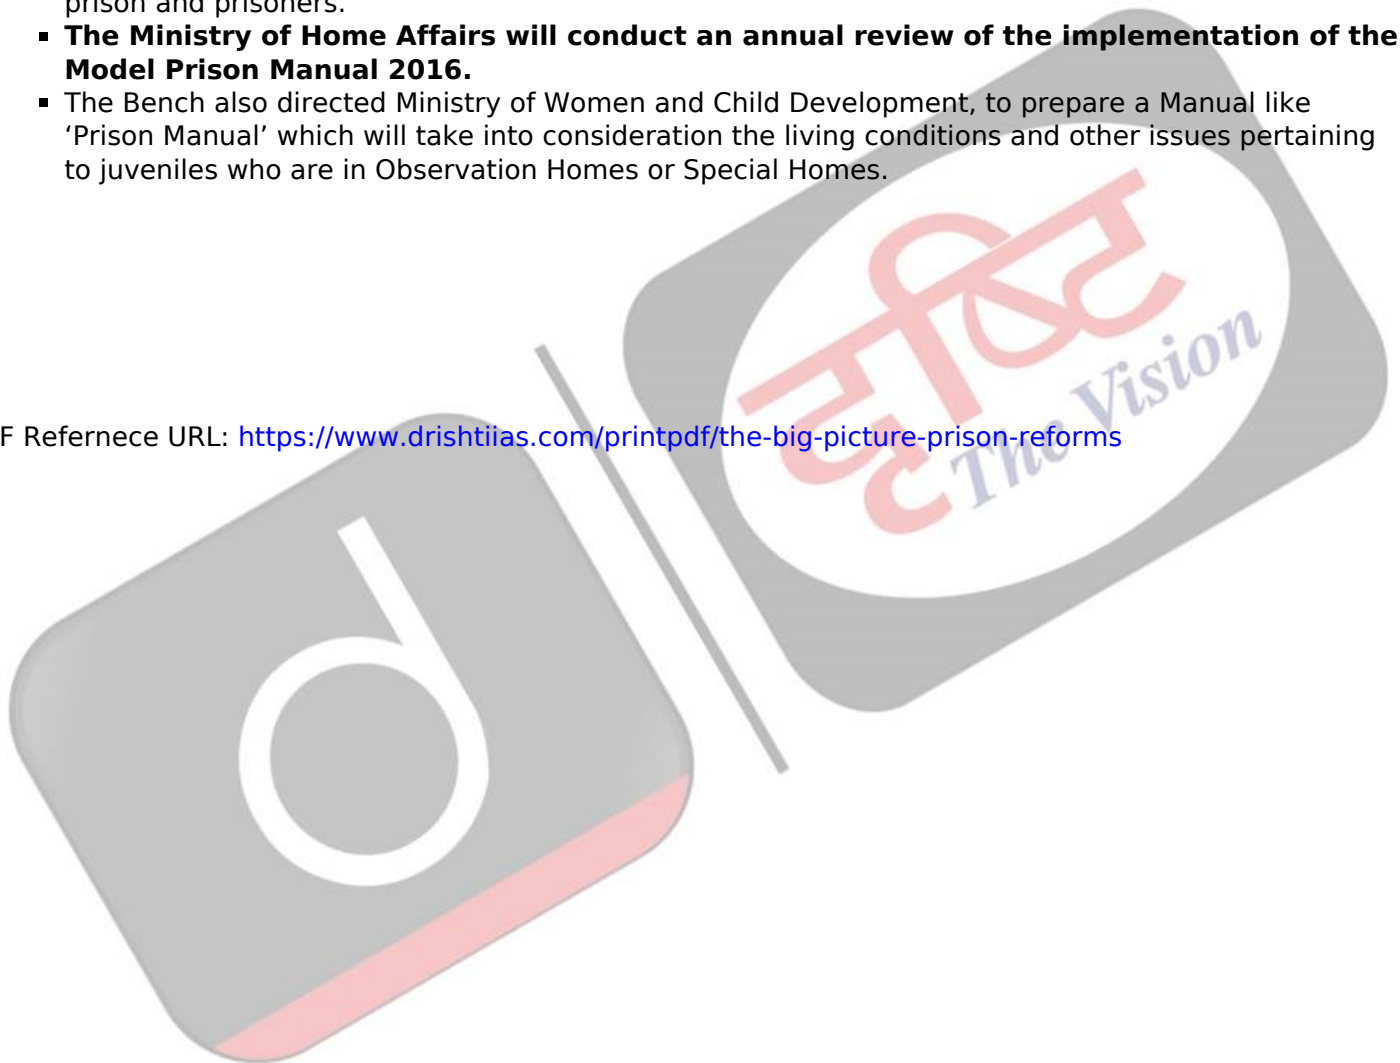 prison and prisoners.
▪ The Ministry of Home Affairs will conduct an annual review of the implementation of the
Model Prison Manual 2016.
▪ The Bench also directed Ministry of Women and Child Development, to prepare a Manual like
‘Prison Manual’ which will take into consideration the living conditions and other issues pertaining
to juveniles who are in Observation Homes or Special Homes.
दृष्टि
The Vision
F Refernece URL: https://www.drishtiias.com/printpdf/the-big-picture-prison-reforms
d